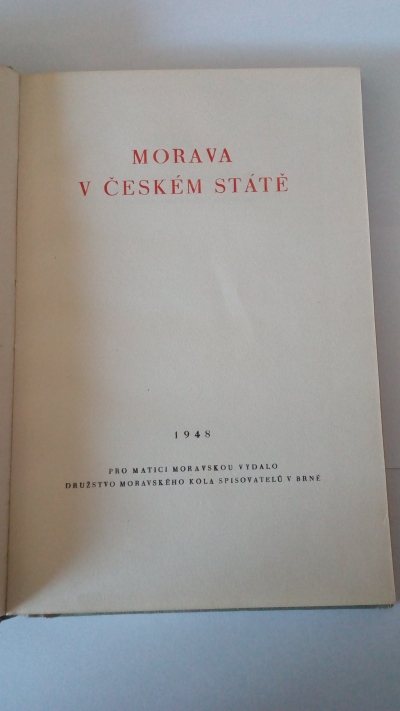 MORAVA
V ČESKÉM STÁTĚ
1948
PRO MATICI MORAVSKOU VYDALO
DRUŽSTVO MORAVSKÉHO KOLA SPISOVATELŮ V BRNĚ